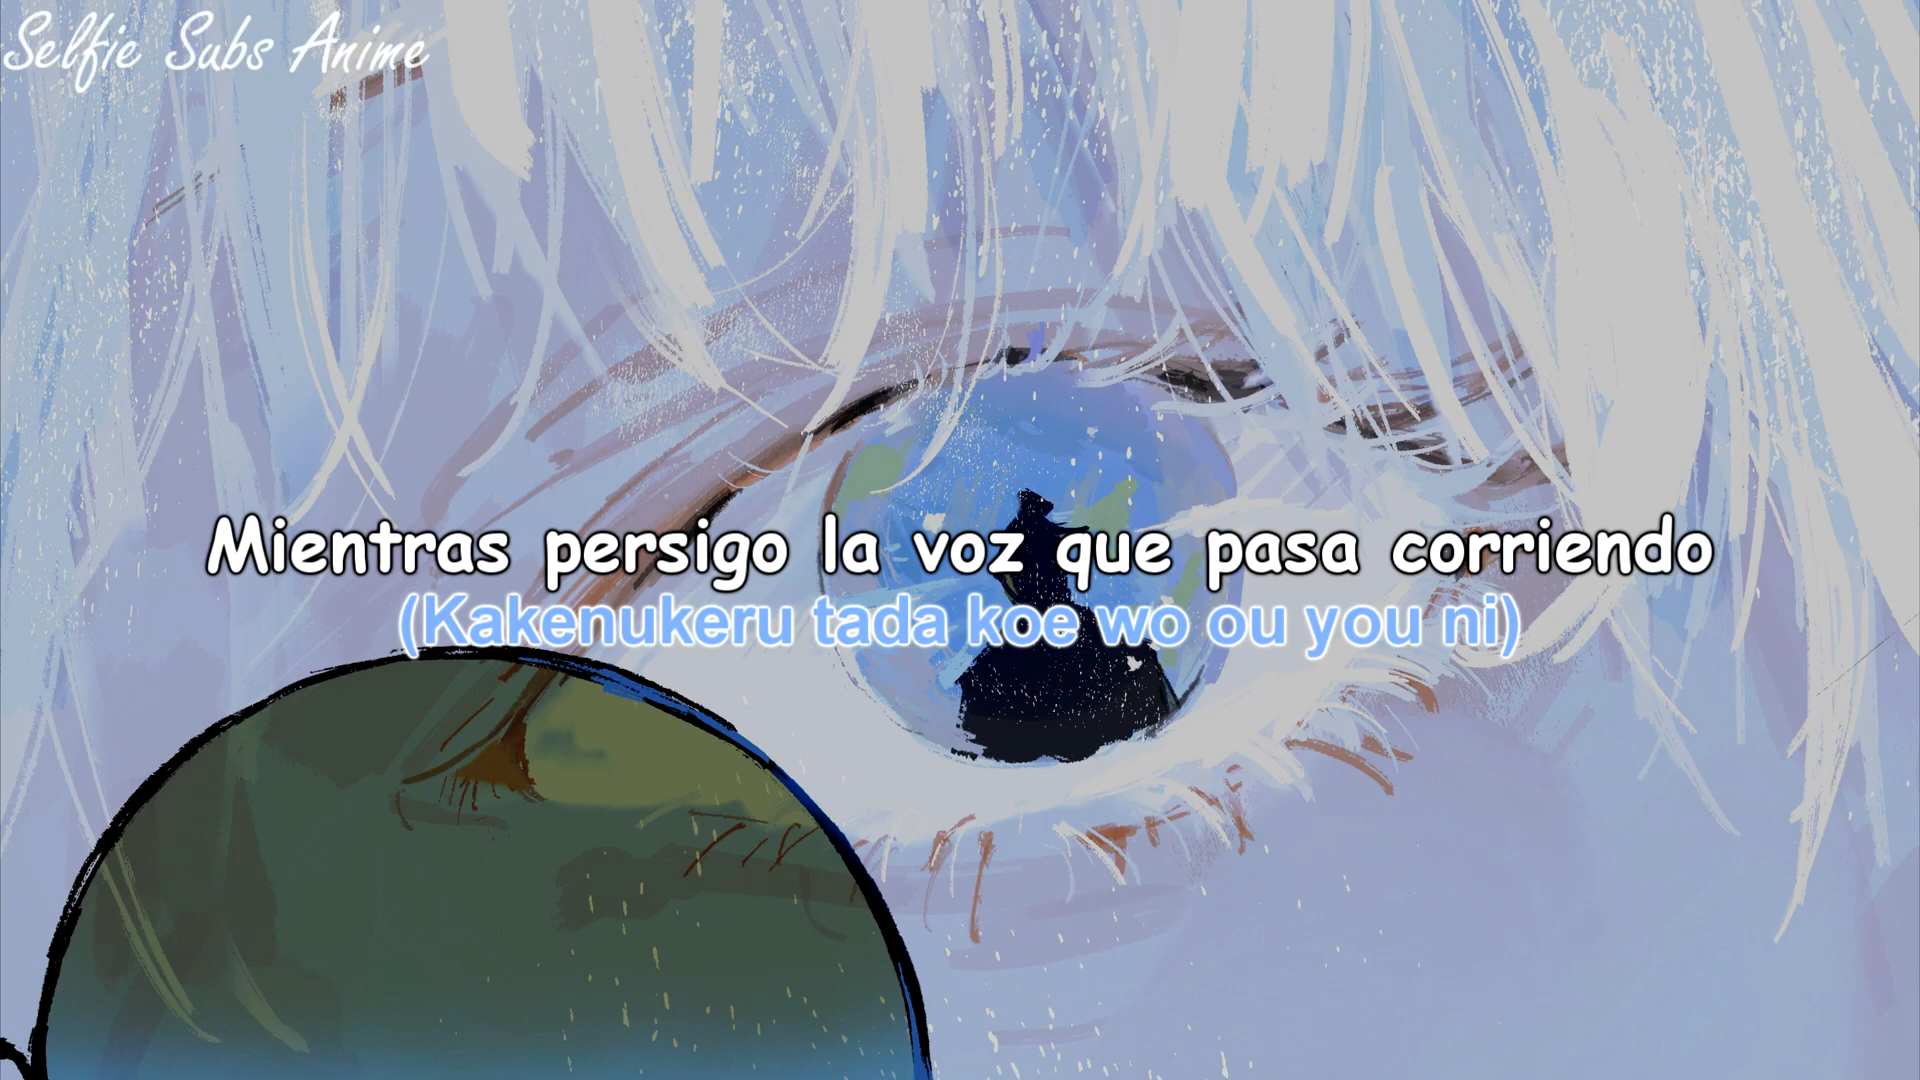 Selfie Subs Anime
Mientras persigo la voz que pasa corriendo
(Kakenukeru tada koe wo ou you ni)